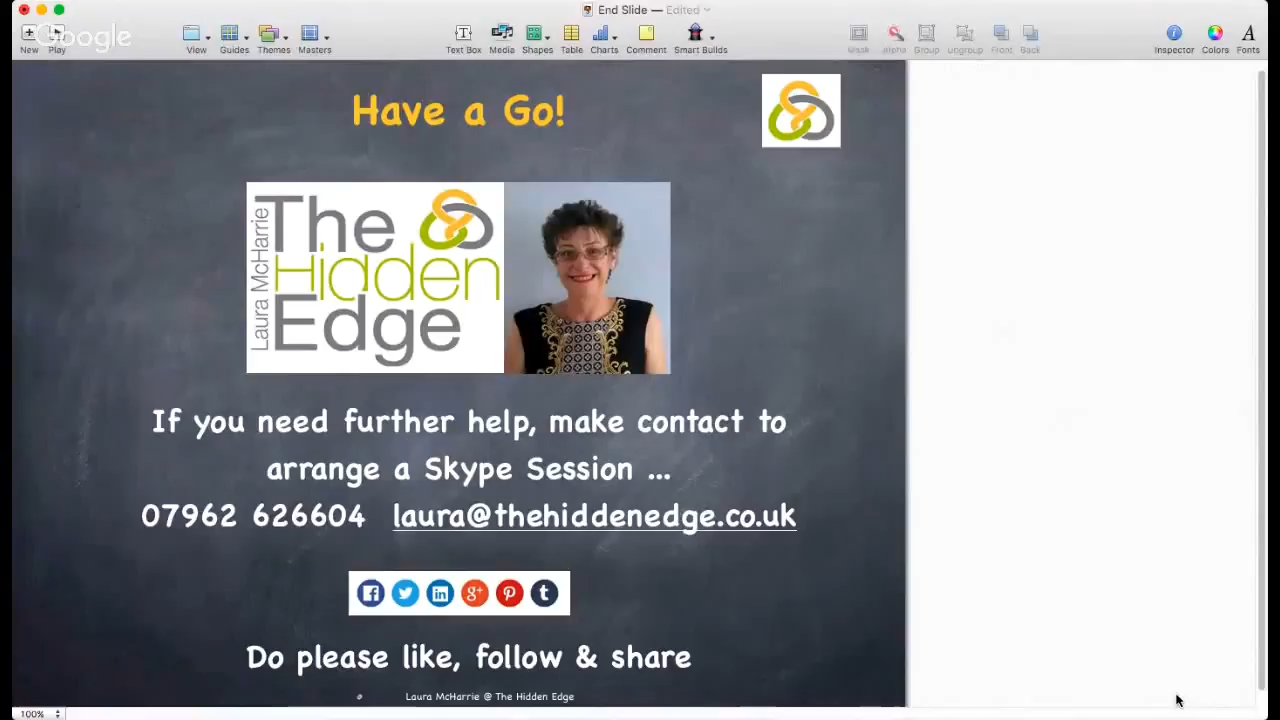 End Slide — Edited
Google
New Play View Guides Themes Masters Text Box Media Shapes Table Charts Comment Smart Builds Mask Alpha Group Ungroup Front Back Inspector Colors Fonts
Have a Go!
Laura McHarrie
The
Hidden
Edge
If you need further help, make contact to
arrange a Skype Session ...
07962 626604 laura@thehiddenedge.co.uk
Do please like, follow & share
Laura McHarrie @ The Hidden Edge
100%